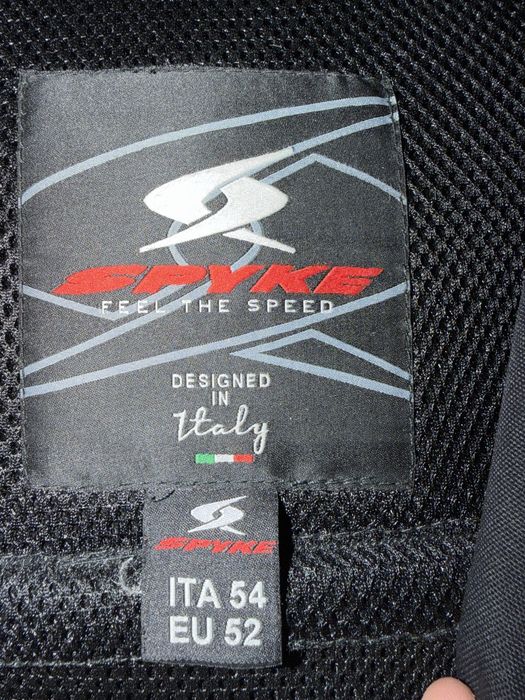 SPYKE
FEEL THE SPEED
DESIGNED
IN
Italy
SPYKE
ITA 54
EU 52